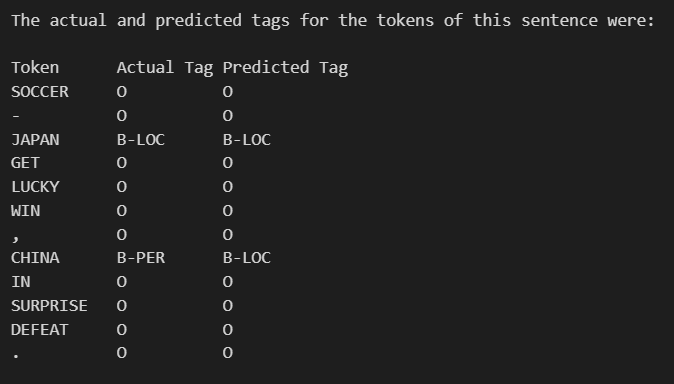 The actual and predicted tags for the tokens of this sentence were:
Token Actual Tag Predicted Tag
SOCCER O O
- O O
JAPAN B-LOC B-LOC
GET O O
LUCKY O O
WIN O O
, O O
CHINA B-PER B-LOC
IN O O
SURPRISE O O
DEFEAT O O
. O O